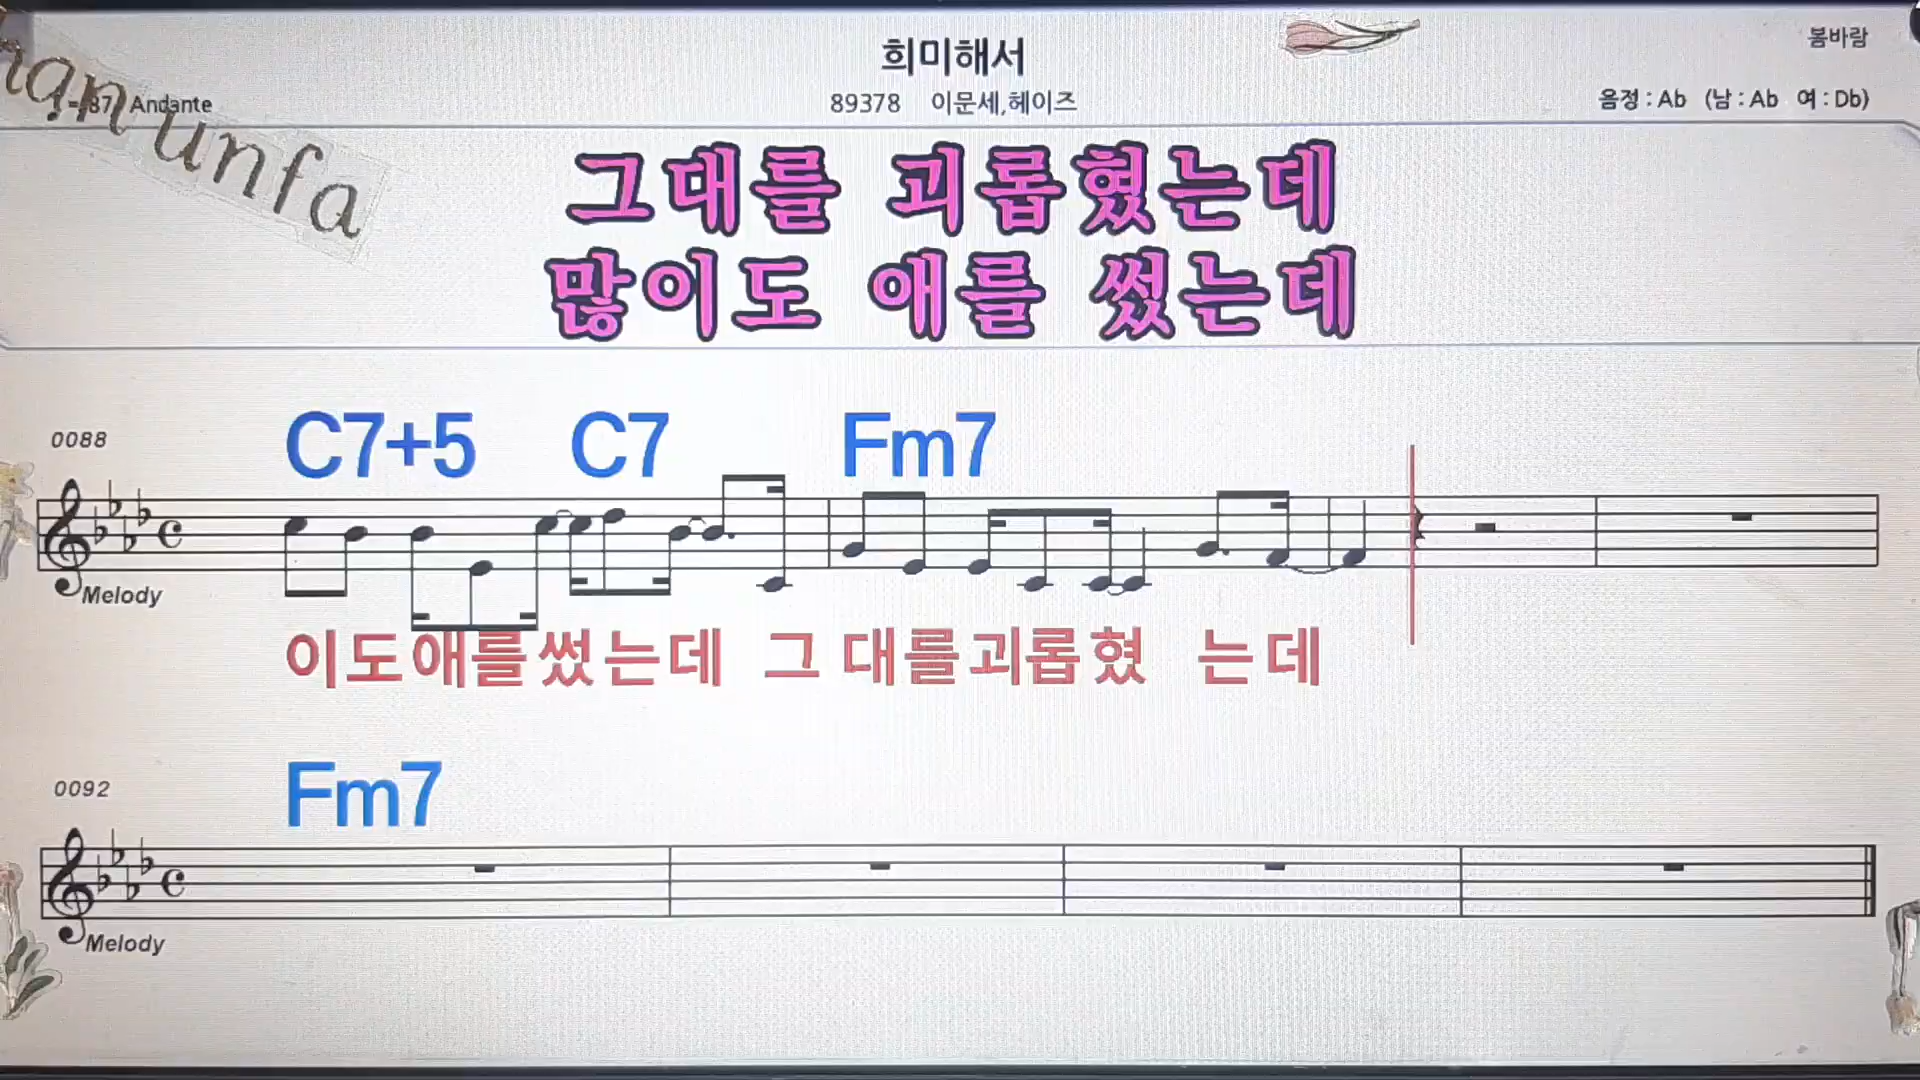 희미해서
봄바람
♩=87 Andante
89378 이문세,헤이즈
음정 : Ab (남 : Ab 여 : Db)
unfa
그대를 괴롭혔는데
많이도 애를 썼는데
0088
C7+5 C7 Fm7
Melody
이도애를썼는데 그대를괴롭혔는데
0092
Fm7
Melody